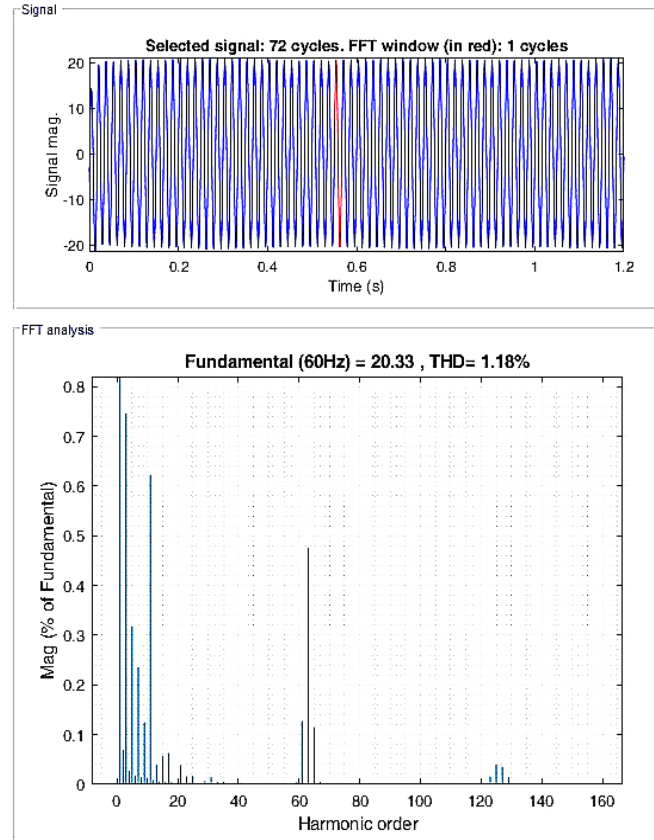 Signal
Selected signal: 72 cycles. FFT window (in red): 1 cycles
20
10
0
-10
-20
Signal mag.
0 0.2 0.4 0.6 0.8 1 1.2
Time (s)
FFT analysis
Fundamental (60Hz) = 20.33 , THD= 1.18%
0.8
0.7
0.6
0.5
0.4
0.3
0.2
0.1
0
Mag (% of Fundamental)
0 20 40 60 80 100 120 140 160
Harmonic order